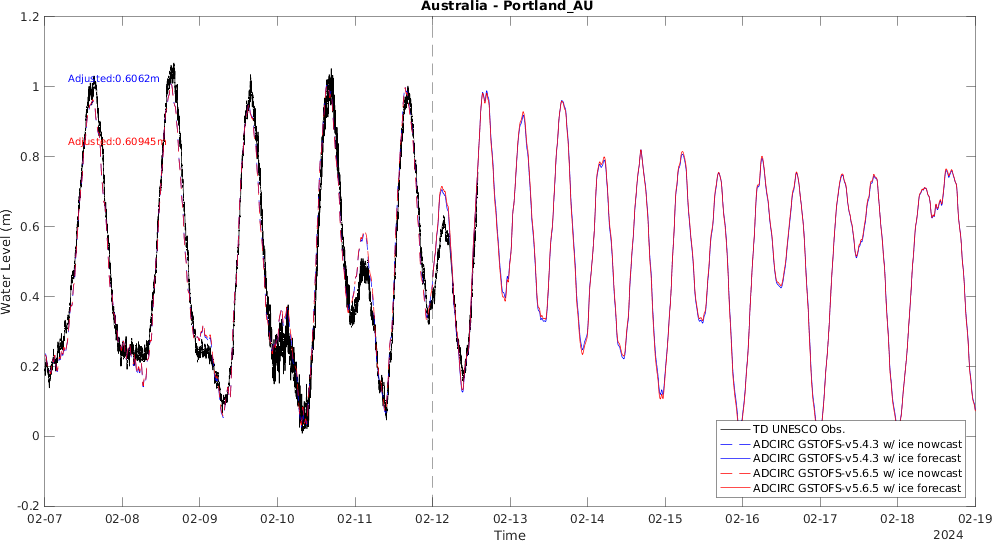 Australia - Portland_AU
1.2
1
0.8
0.6
0.4
0.2
0
-0.2
Water Level (m)
Adjusted:0.6062m
Adjusted:0.60945m
TD UNESCO Obs.
ADCIRC GSTOFS-v5.4.3 w/ ice nowcast
ADCIRC GSTOFS-v5.4.3 w/ ice forecast
ADCIRC GSTOFS-v5.6.5 w/ ice nowcast
ADCIRC GSTOFS-v5.6.5 w/ ice forecast
02-07 02-08 02-09 02-10 02-11 02-12 02-13 02-14 02-15 02-16 02-17 02-18 02-19
Time
2024